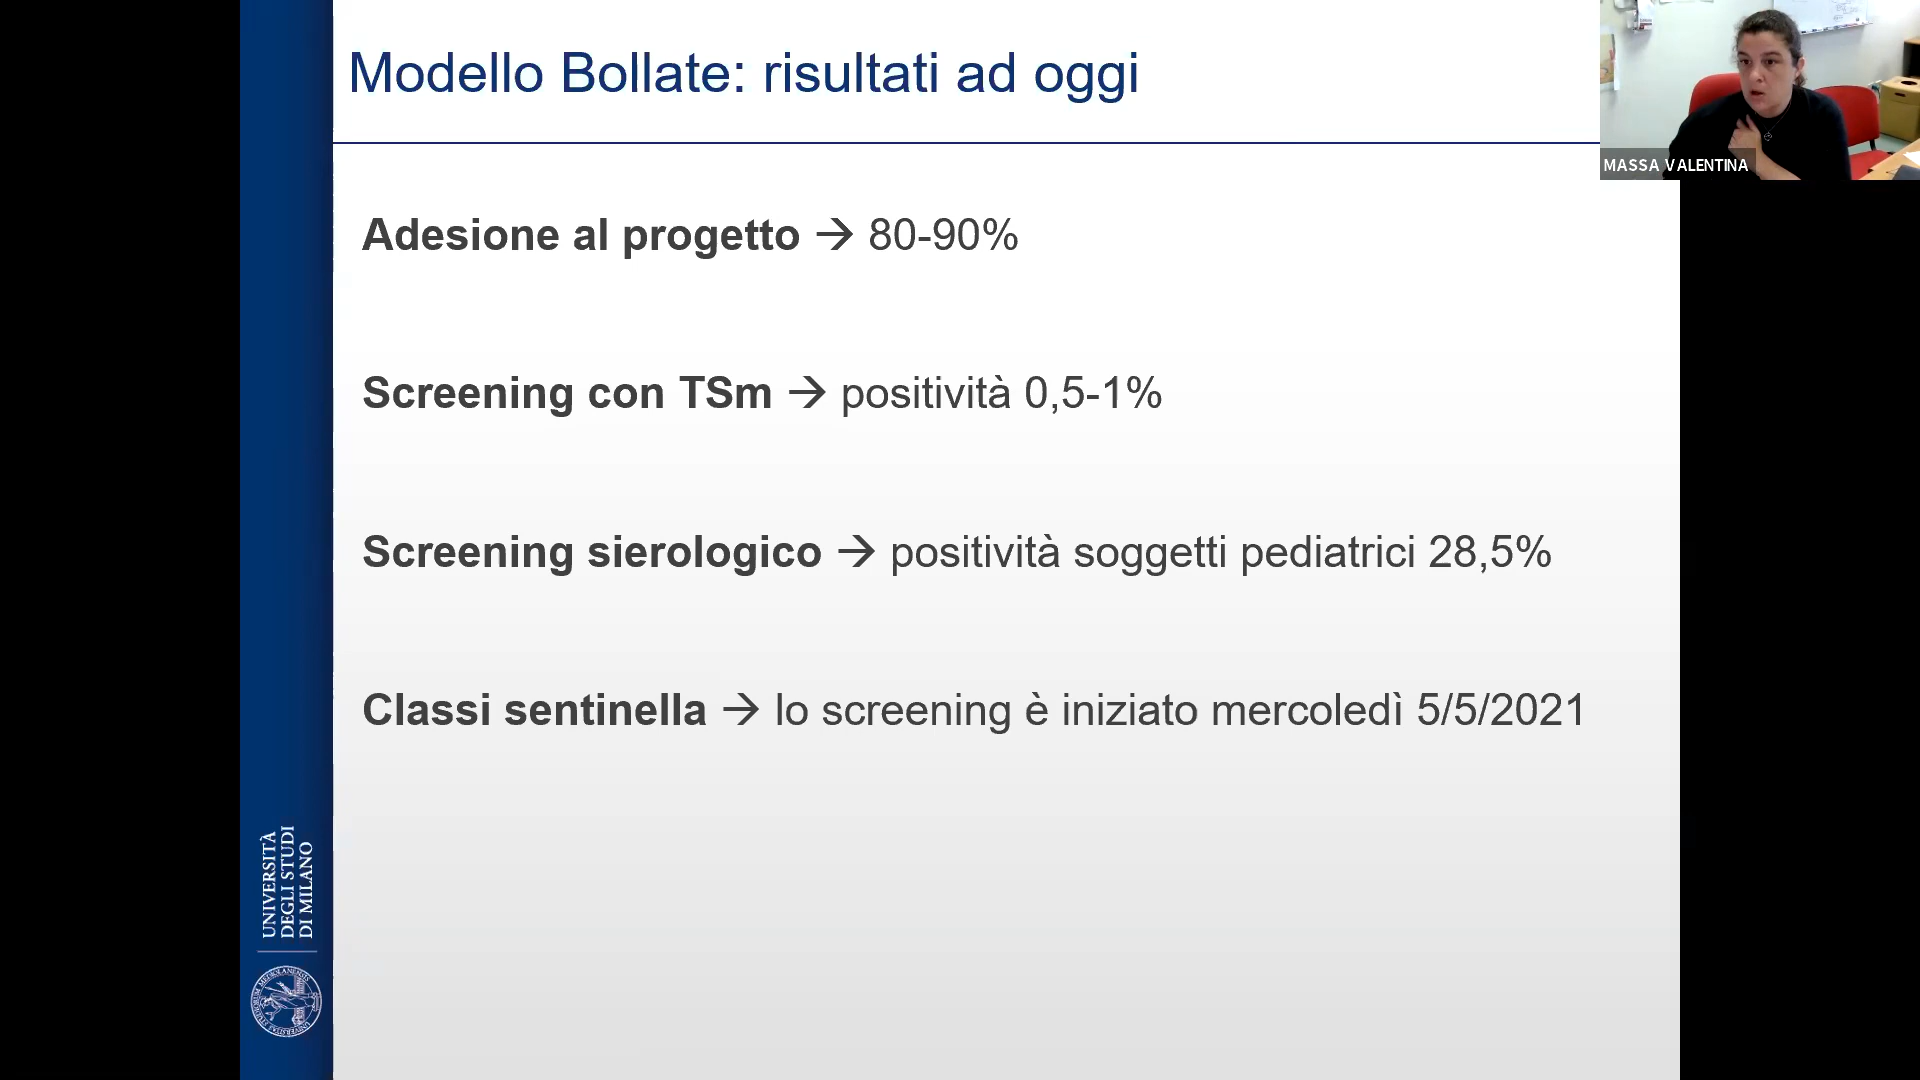 Modello Bollate: risultati ad oggi
MASSA VALENTINA
Adesione al progetto → 80-90%
Screening con TSm → positività 0,5-1%
Screening sierologico → positività soggetti pediatrici 28,5%
Classi sentinella → lo screening è iniziato mercoledì 5/5/2021
UNIVERSITÀ
DEGLI STUDI
DI MILANO